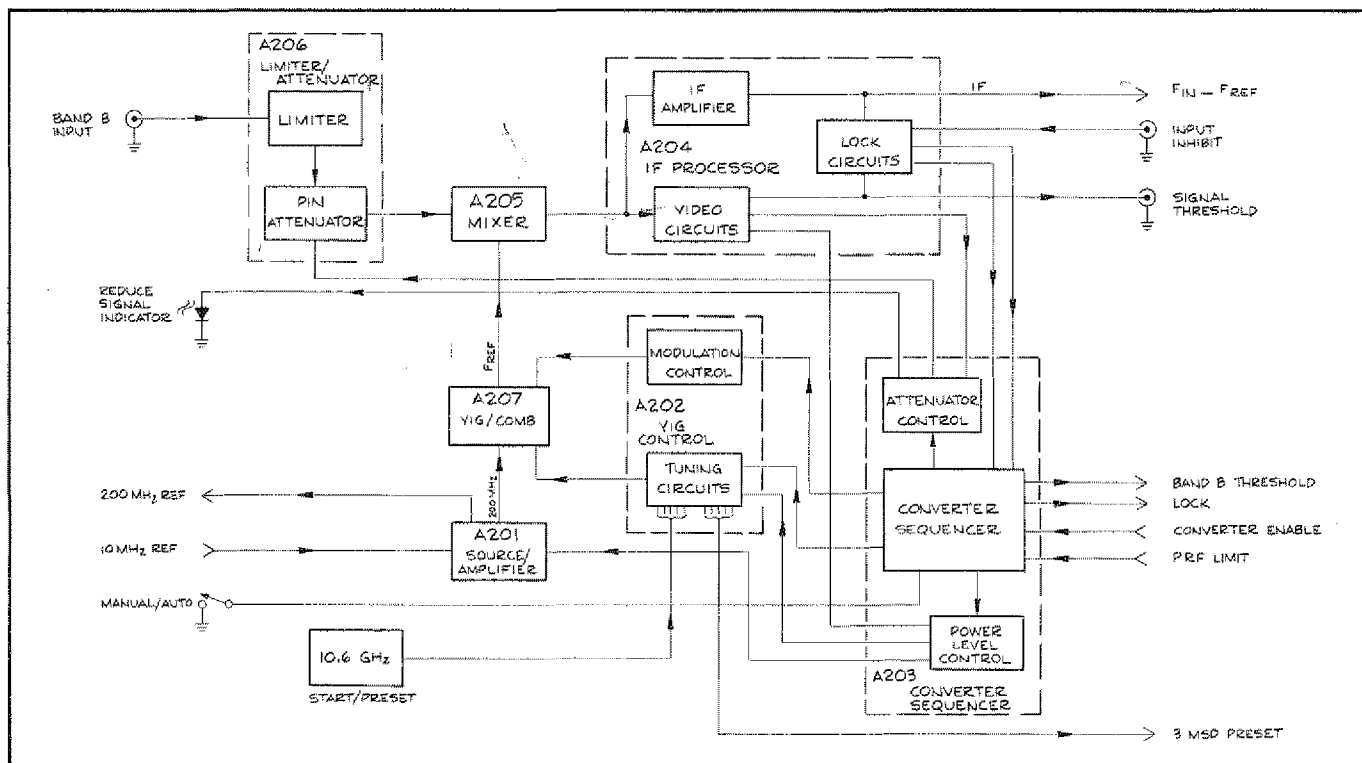 A206
LIMITER/
ATTENUATOR
LIMITER
BAND B
INPUT
PIN
ATTENUATOR
A205
MIXER
IF
AMPLIFIER
A204
IF PROCESSOR
VIDEO
CIRCUITS
LOCK
CIRCUITS
IF
FIN — FREF
INPUT
INHIBIT
SIGNAL
THRESHOLD
REDUCE
SIGNAL
INDICATOR
FREF
MODULATION
CONTROL
A202
YIG
CONTROL
TUNING
CIRCUITS
A207
YIG/COMB
200 MHz
A201
SOURCE/
AMPLIFIER
200 MHz REF
10 MHz REF
MANUAL/AUTO
10.6 GHz
START/PRESET
ATTENUATOR
CONTROL
CONVERTER
SEQUENCER
POWER
LEVEL
CONTROL
A203
CONVERTER
SEQUENCER
BAND B THRESHOLD
LOCK
CONVERTER ENABLE
PRF LIMIT
3 MSD PRESET